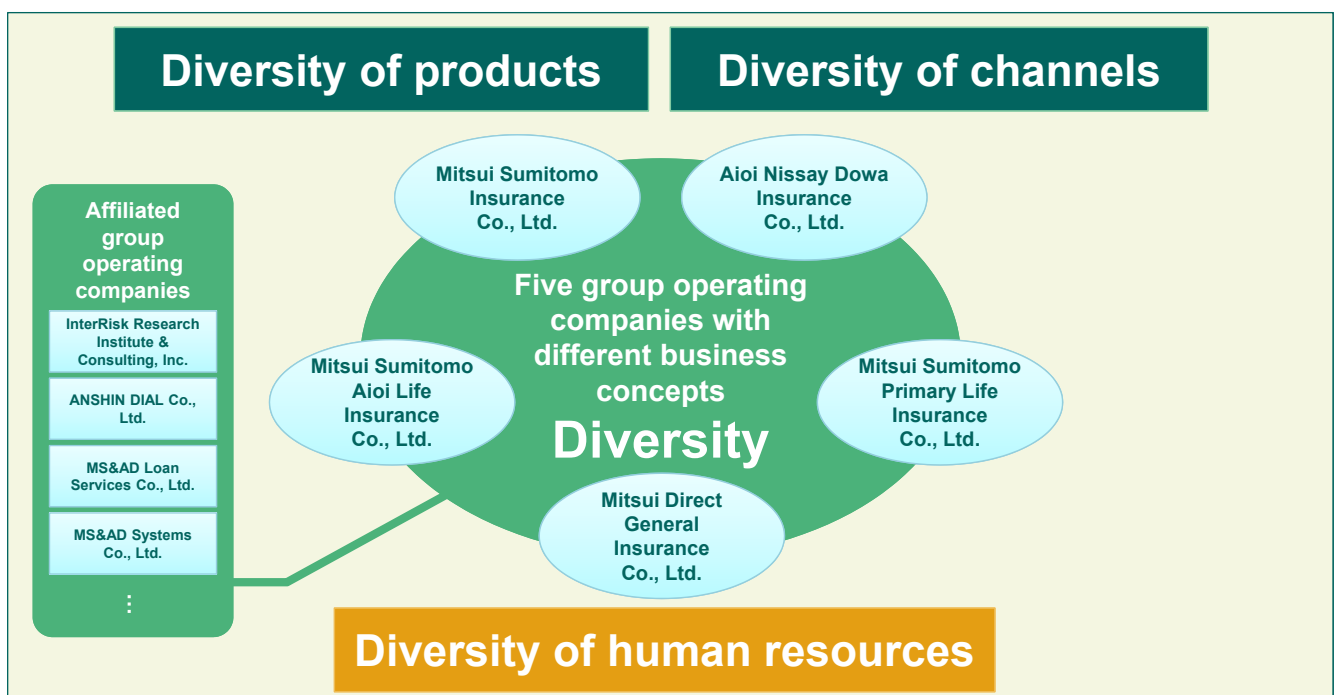 Diversity of products
Diversity of channels
Mitsui Sumitomo
Insurance
Co., Ltd.
Aioi Nissay Dowa
Insurance
Co., Ltd.
Affiliated
group
operating
companies
InterRisk Research
Institute &
Consulting, Inc.
ANSHIN DIAL Co.,
Ltd.
MS&AD Loan
Services Co., Ltd.
MS&AD Systems
Co., Ltd.
⋮
Five group operating
companies with
different business
concepts
Diversity
Mitsui Sumitomo
Aioi Life
Insurance
Co., Ltd.
Mitsui Sumitomo
Primary Life
Insurance
Co., Ltd.
Mitsui Direct
General
Insurance
Co., Ltd.
Diversity of human resources